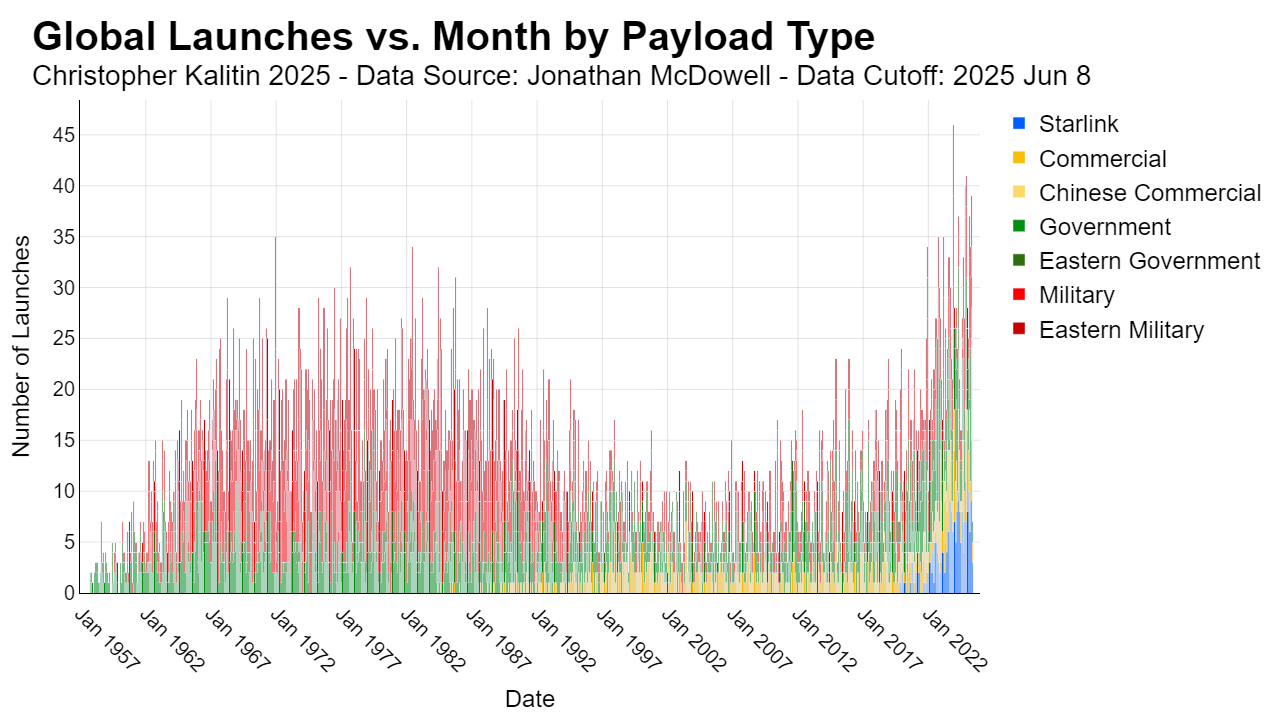 Global Launches vs. Month by Payload Type
Christopher Kalitin 2025 - Data Source: Jonathan McDowell - Data Cutoff: 2025 Jun 8
Number of Launches
45
40
35
30
25
20
15
10
5
0
Jan 1957
Jan 1962
Jan 1967
Jan 1972
Jan 1977
Jan 1982
Jan 1987
Jan 1992
Jan 1997
Jan 2002
Jan 2007
Jan 2012
Jan 2017
Jan 2022
Date
Starlink
Commercial
Chinese Commercial
Government
Eastern Government
Military
Eastern Military